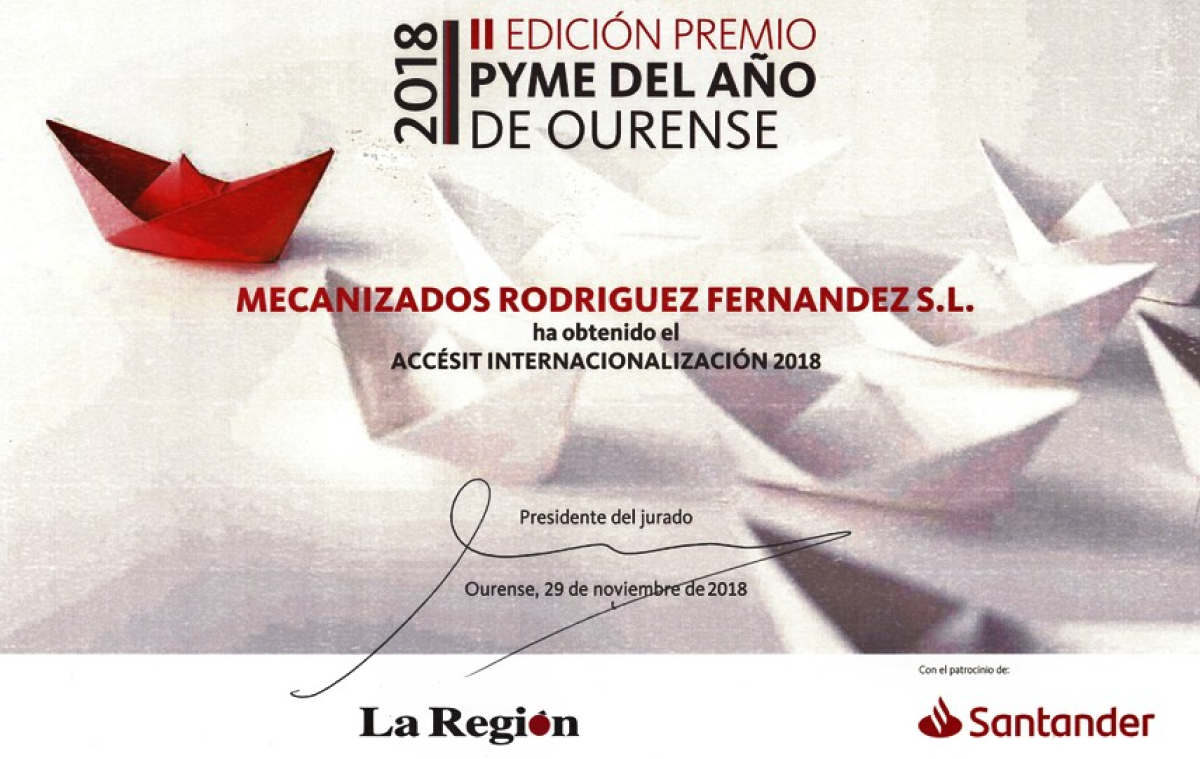 2018
II EDICIÓN PREMIO
PYME DEL AÑO
DE OURENSE
MECANIZADOS RODRIGUEZ FERNANDEZ S.L.
ha obtenido el
ACCÉSIT INTERNACIONALIZACIÓN 2018
Presidente del jurado
Ourense, 29 de noviembre de 2018
Con el patrocinio de:
La Región
Santander